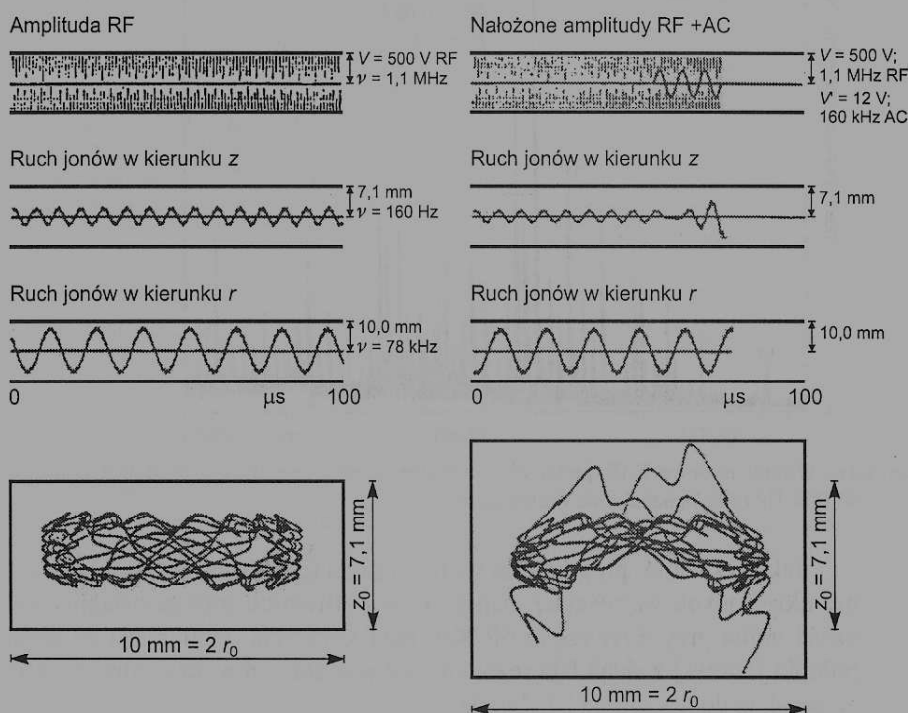 Amplituda RF
V = 500 V RF
ν = 1,1 MHz
Ruch jonów w kierunku z
7,1 mm
ν = 160 Hz
Ruch jonów w kierunku r
10,0 mm
ν = 78 kHz
0
μs
100
z₀ = 7,1 mm
10 mm = 2 r₀
Nałożone amplitudy RF +AC
V = 500 V;
1,1 MHz RF
V' = 12 V;
160 kHz AC
Ruch jonów w kierunku z
7,1 mm
Ruch jonów w kierunku r
10,0 mm
0
μs
100
z₀ = 7,1 mm
10 mm = 2 r₀